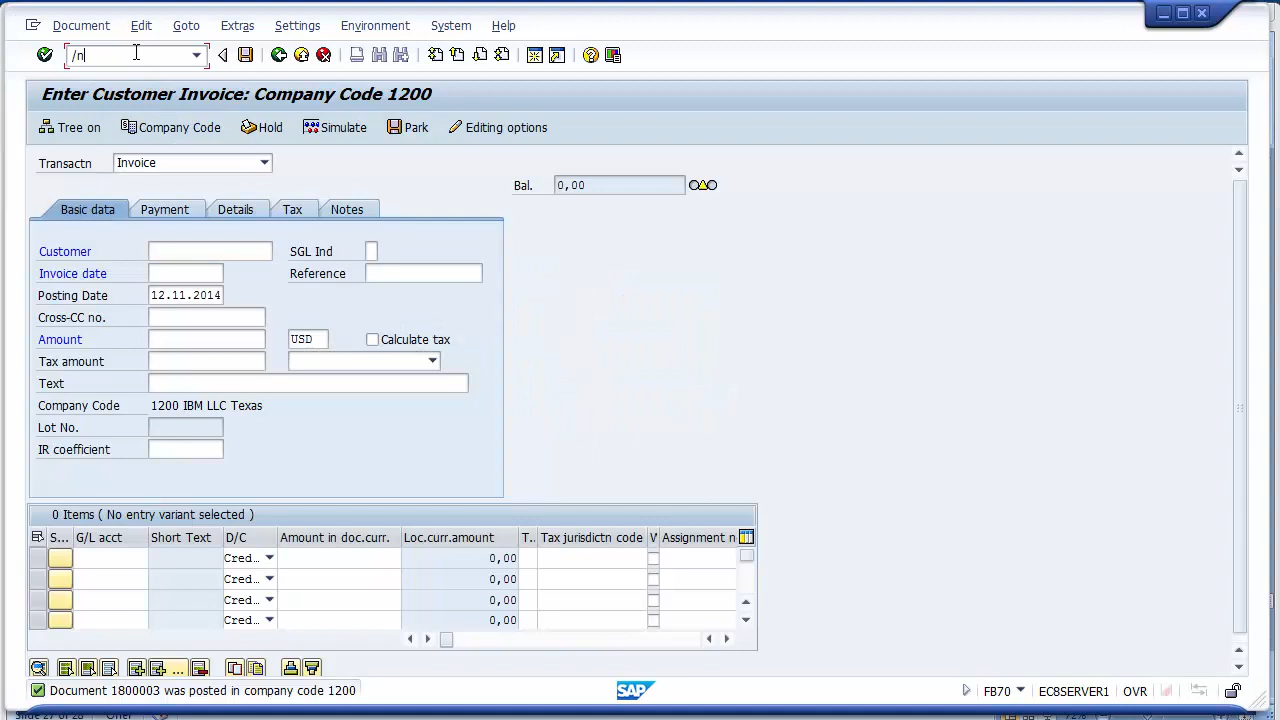 Document Edit Goto Extras Settings Environment System Help
/n
Enter Customer Invoice: Company Code 1200
Tree on Company Code Hold Simulate Park Editing options
Transactn Invoice
Bal. 0,00
Basic data Payment Details Tax Notes
Customer SGL Ind
Invoice date Reference
Posting Date 12.11.2014
Cross-CC no.
Amount USD Calculate tax
Tax amount
Text
Company Code 1200 IBM LLC Texas
Lot No.
IR coefficient
0 Items ( No entry variant selected )
S... G/L acct Short Text D/C Amount in doc.curr. Loc.curr.amount T.. Tax jurisdictn code V Assignment n
Cred... 0,00
Cred... 0,00
Cred... 0,00
Cred... 0,00
Document 1800003 was posted in company code 1200
SAP
FB70 ECGSERVER1 OVR